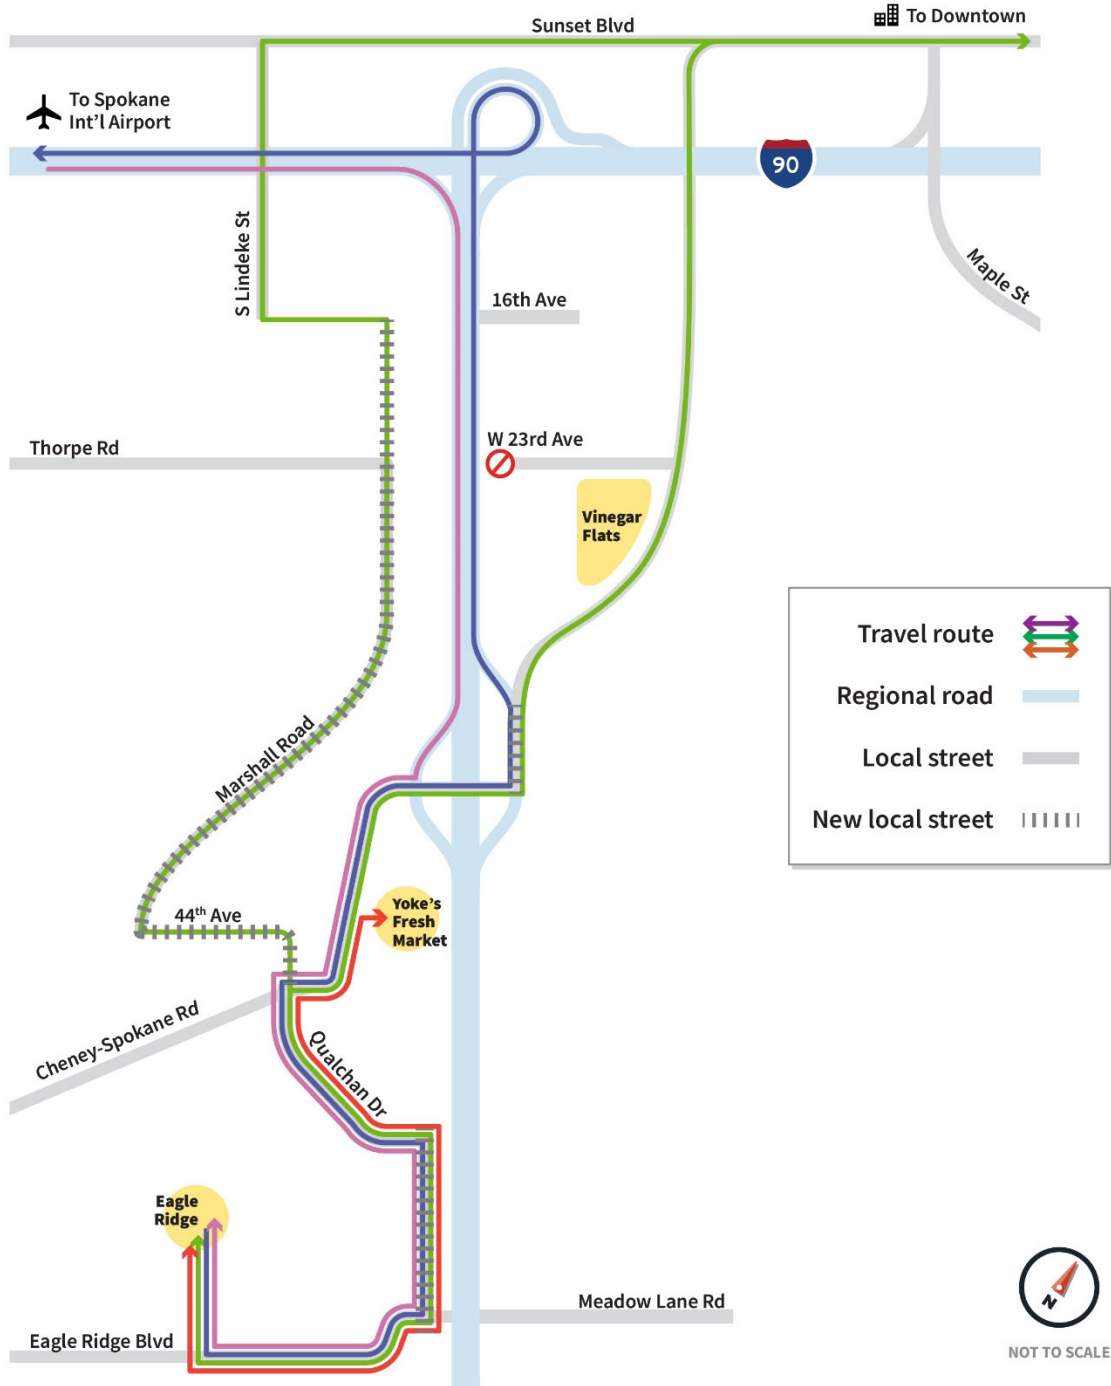 To Downtown
Sunset Blvd
To Spokane
Int'l Airport
90
S Lindeke St
Maple St
16th Ave
Thorpe Rd
W 23rd Ave
Vinegar
Flats
Travel route
Regional road
Local street
New local street
Marshall Road
44th Ave
Yoke's
Fresh
Market
Cheney-Spokane Rd
Qualchan Dr
Eagle
Ridge
Meadow Lane Rd
Eagle Ridge Blvd
N
NOT TO SCALE